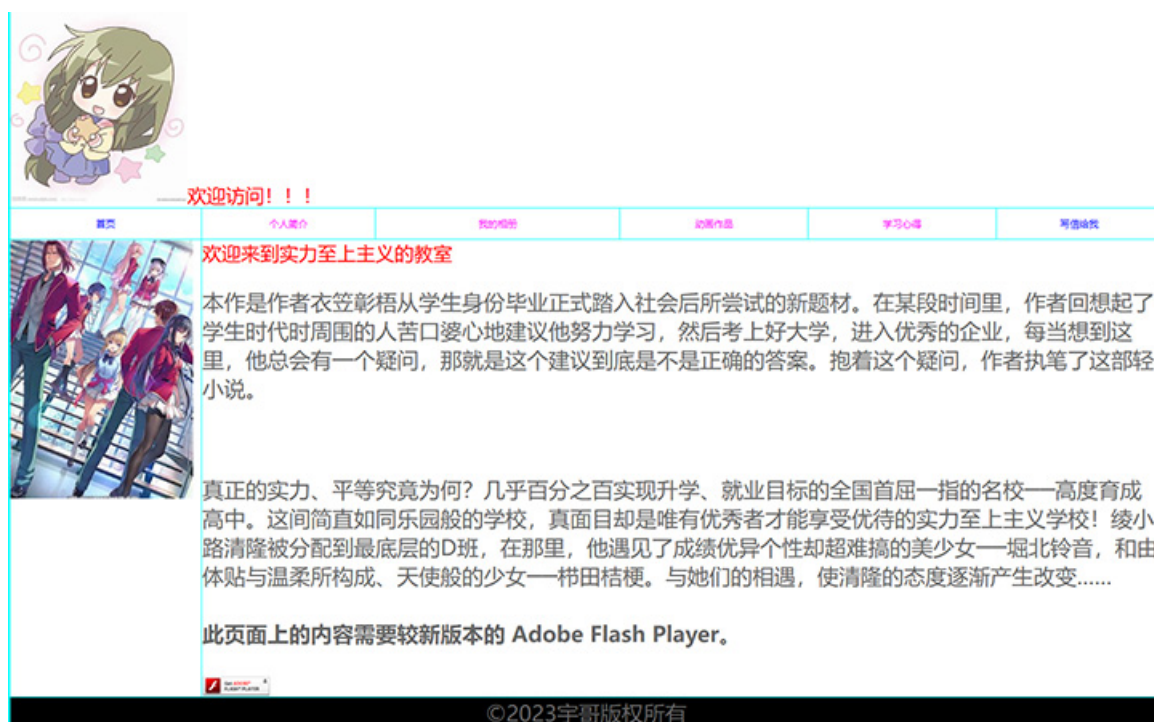 欢迎访问！！！
首页 个人简介 我的相册 动画作品 学习心得 写信给我
欢迎来到实力至上主义的教室
本作是作者衣笠彰梧从学生身份毕业正式踏入社会后所尝试的新题材。在某段时间里，作者回想起了
学生时代时周围的人苦口婆心地建议他努力学习，然后考上好大学，进入优秀的企业，每当想到这
里，他总会有一个疑问，那就是这个建议到底是不是正确的答案。抱着这个疑问，作者执笔了这部轻
小说。
真正的实力、平等究竟为何？几乎百分之百实现升学、就业目标的全国首屈一指的名校──高度育成
高中。这间简直如同乐园般的学校，真面目却是唯有优秀者才能享受优待的实力至上主义学校！绫小
路清隆被分配到最底层的D班，在那里，他遇见了成绩优异个性却超难搞的美少女──堀北铃音，和由
体贴与温柔所构成、天使般的少女──栉田桔梗。与她们的相遇，使清隆的态度逐渐产生改变……
此页面上的内容需要较新版本的 Adobe Flash Player。
Get ADOBE
FLASH PLAYER
©2023宇哥版权所有